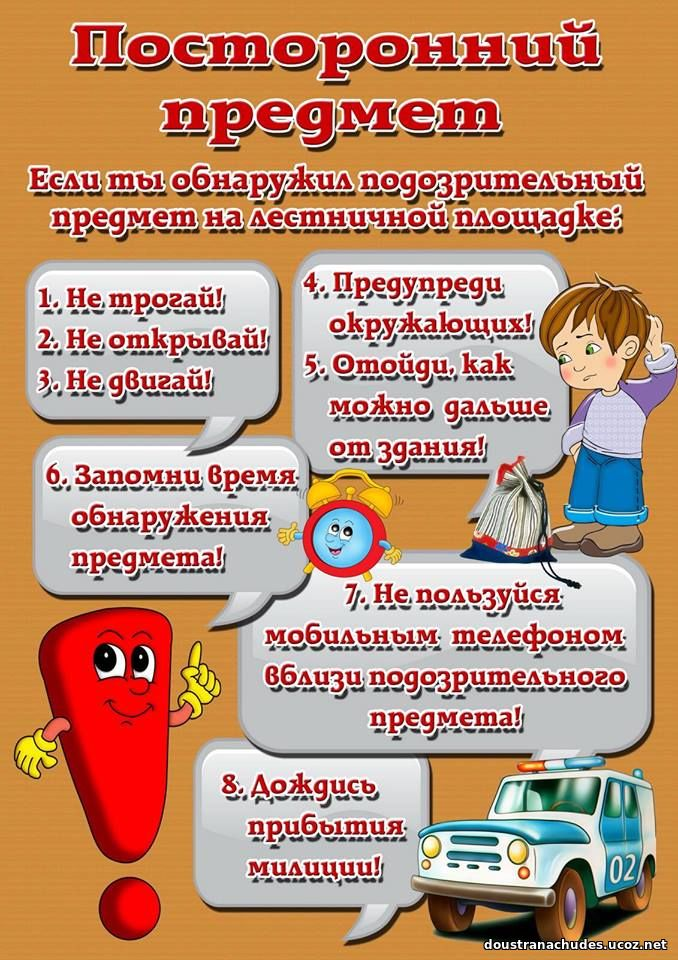 Посторонний
предмет
Если ты обнаружил подозрительный
предмет на лестничной площадке:
1. Не трогай!
2. Не открывай!
3. Не двигай!
4. Предупреди
окружающих!
5. Отойди, как
можно дальше
от здания!
6. Запомни время
обнаружения
предмета!
7. Не пользуйся
мобильным телефоном
вблизи подозрительного
предмета!
8. Дождись
прибытия
милиции!
02
doustranachudes.ucoz.net